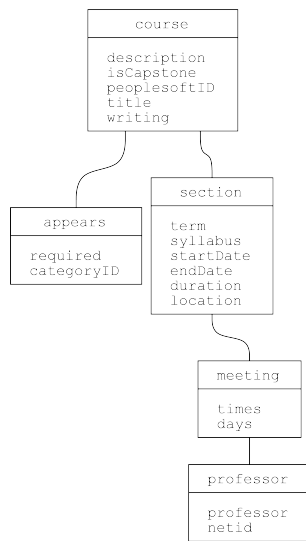 course
description
isCapstone
peoplesoftID
title
writing
appears
required
categoryID
section
term
syllabus
startDate
endDate
duration
location
meeting
times
days
professor
professor
netid